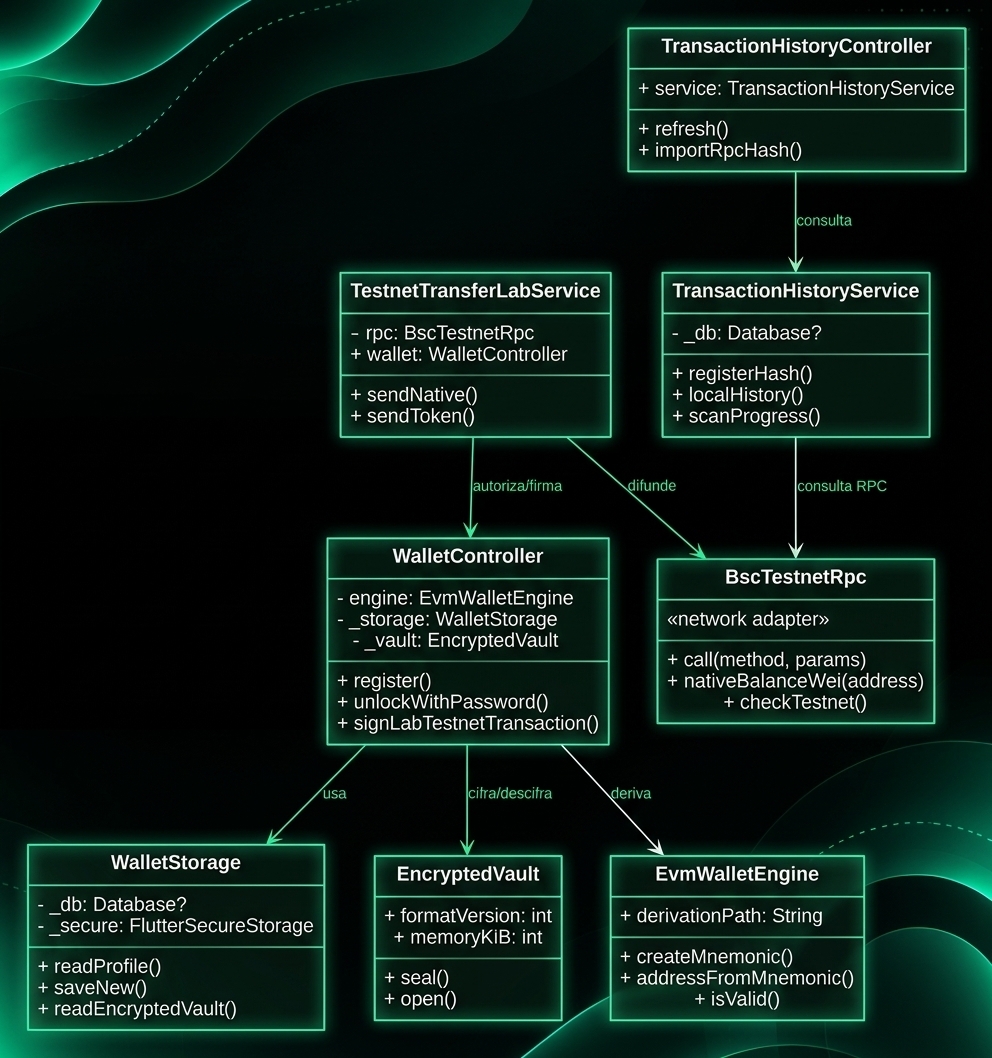 TransactionHistoryController
+ service: TransactionHistoryService
+ refresh()
+ importRpcHash()
consulta
TestnetTransferLabService
- rpc: BscTestnetRpc
+ wallet: WalletController
+ sendNative()
+ sendToken()
TransactionHistoryService
- _db: Database?
+ registerHash()
+ localHistory()
+ scanProgress()
autoriza/firma
difunde
consulta RPC
WalletController
- engine: EvmWalletEngine
- _storage: WalletStorage
- _vault: EncryptedVault
+ register()
+ unlockWithPassword()
+ signLabTestnetTransaction()
BscTestnetRpc
«network adapter»
+ call(method, params)
+ nativeBalanceWei(address)
+ checkTestnet()
usa
cifra/descifra
deriva
WalletStorage
- _db: Database?
- _secure: FlutterSecureStorage
+ readProfile()
+ saveNew()
+ readEncryptedVault()
EncryptedVault
+ formatVersion: int
+ memoryKiB: int
+ seal()
+ open()
EvmWalletEngine
+ derivationPath: String
+ createMnemonic()
+ addressFromMnemonic()
+ isValid()